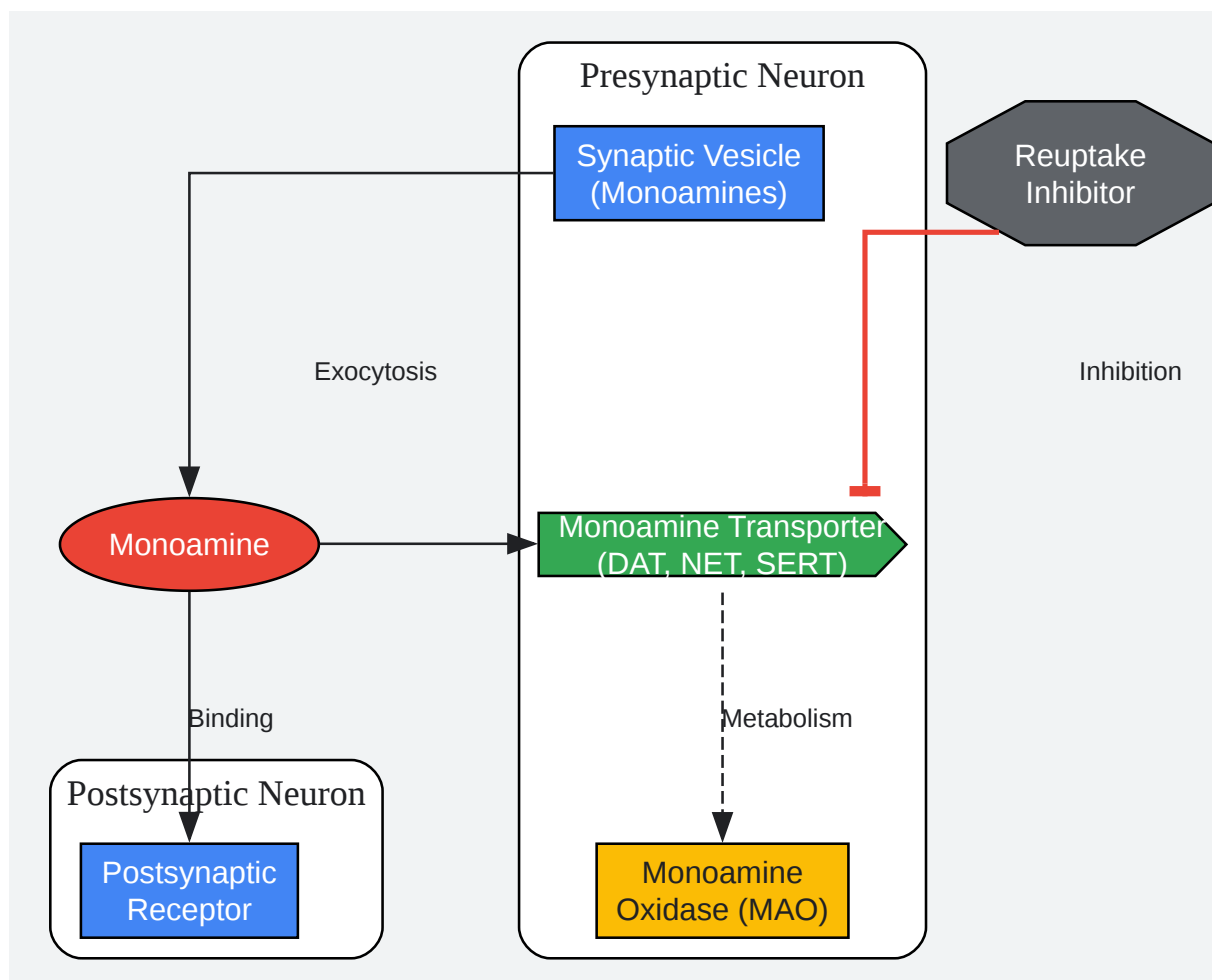 Presynaptic Neuron
Synaptic Vesicle
(Monoamines)
Reuptake
Inhibitor
Exocytosis
Inhibition
Monoamine
Monoamine Transporter
(DAT, NET, SERT)
Binding
Metabolism
Postsynaptic Neuron
Postsynaptic
Receptor
Monoamine
Oxidase (MAO)